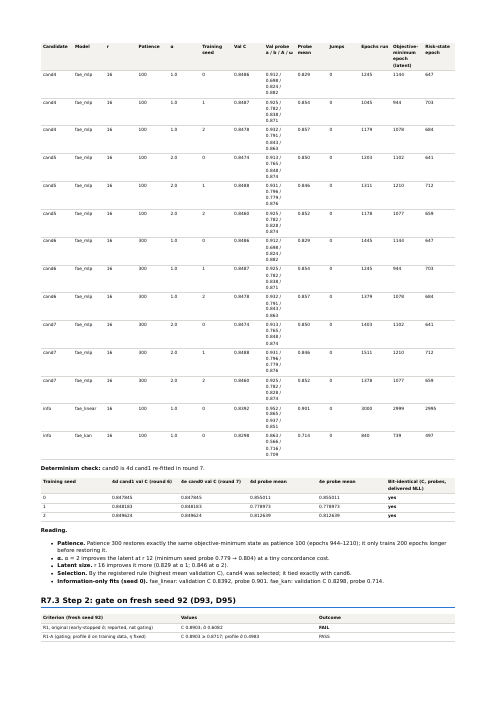 Candidate Model r Patience α Training seed Val C Val probe a / b / A / ω Probe mean Jumps Epochs run Objective-minimum epoch (latent) Risk-state epoch
cand4 fae_mlp 16 100 1.0 0 0.8486 0.912 / 0.698 / 0.824 / 0.882 0.829 0 1245 1144 647
cand4 fae_mlp 16 100 1.0 1 0.8487 0.925 / 0.782 / 0.838 / 0.871 0.854 0 1045 944 703
cand4 fae_mlp 16 100 1.0 2 0.8478 0.932 / 0.791 / 0.843 / 0.863 0.857 0 1179 1078 684
cand5 fae_mlp 16 100 2.0 0 0.8474 0.913 / 0.765 / 0.848 / 0.874 0.850 0 1203 1102 641
cand5 fae_mlp 16 100 2.0 1 0.8488 0.931 / 0.796 / 0.779 / 0.876 0.846 0 1311 1210 712
cand5 fae_mlp 16 100 2.0 2 0.8460 0.925 / 0.782 / 0.828 / 0.874 0.852 0 1178 1077 659
cand6 fae_mlp 16 300 1.0 0 0.8486 0.912 / 0.698 / 0.824 / 0.882 0.829 0 1445 1144 647
cand6 fae_mlp 16 300 1.0 1 0.8487 0.925 / 0.782 / 0.838 / 0.871 0.854 0 1245 944 703
cand6 fae_mlp 16 300 1.0 2 0.8478 0.932 / 0.791 / 0.843 / 0.863 0.857 0 1379 1078 684
cand7 fae_mlp 16 300 2.0 0 0.8474 0.913 / 0.765 / 0.848 / 0.874 0.850 0 1403 1102 641
cand7 fae_mlp 16 300 2.0 1 0.8488 0.931 / 0.796 / 0.779 / 0.876 0.846 0 1511 1210 712
cand7 fae_mlp 16 300 2.0 2 0.8460 0.925 / 0.782 / 0.828 / 0.874 0.852 0 1378 1077 659
info fae_linear 16 100 1.0 0 0.8392 0.952 / 0.865 / 0.937 / 0.851 0.901 0 3000 2999 2995
info fae_kan 16 100 1.0 0 0.8298 0.863 / 0.566 / 0.716 / 0.709 0.714 0 840 739 497
Determinism check: cand0 is 4d cand1 re-fitted in round 7.
Training seed 4d cand1 val C (round 6) 4e cand0 val C (round 7) 4d probe mean 4e probe mean Bit-identical (C, probes, delivered NLL)
0 0.847845 0.847845 0.855011 0.855011 yes
1 0.848183 0.848183 0.778973 0.778973 yes
2 0.849624 0.849624 0.812639 0.812639 yes
Reading.
• Patience. Patience 300 restores exactly the same objective-minimum state as patience 100 (epochs 944–1210); it only trains 200 epochs longer
before restoring it.
• α. α = 2 improves the latent at r 12 (minimum seed probe 0.779 → 0.804) at a tiny concordance cost.
• Latent size. r 16 improves it more (0.829 at α 1; 0.846 at α 2).
• Selection. By the registered rule (highest mean validation C), cand4 was selected; it tied exactly with cand6.
• Information-only fits (seed 0). fae_linear: validation C 0.8392, probe 0.901. fae_kan: validation C 0.8298, probe 0.714.
R7.3 Step 2: gate on fresh seed 92 (D93, D95)
Criterion (fresh seed 92) Values Outcome
R1, original (early-stopped θ̂; reported, not gating) C 0.8903; θ̂ 0.6082 FAIL
R1-A (gating; profile θ̂ on training data, η fixed) C 0.8903 ≥ 0.8717; profile θ̂ 0.4983 PASS